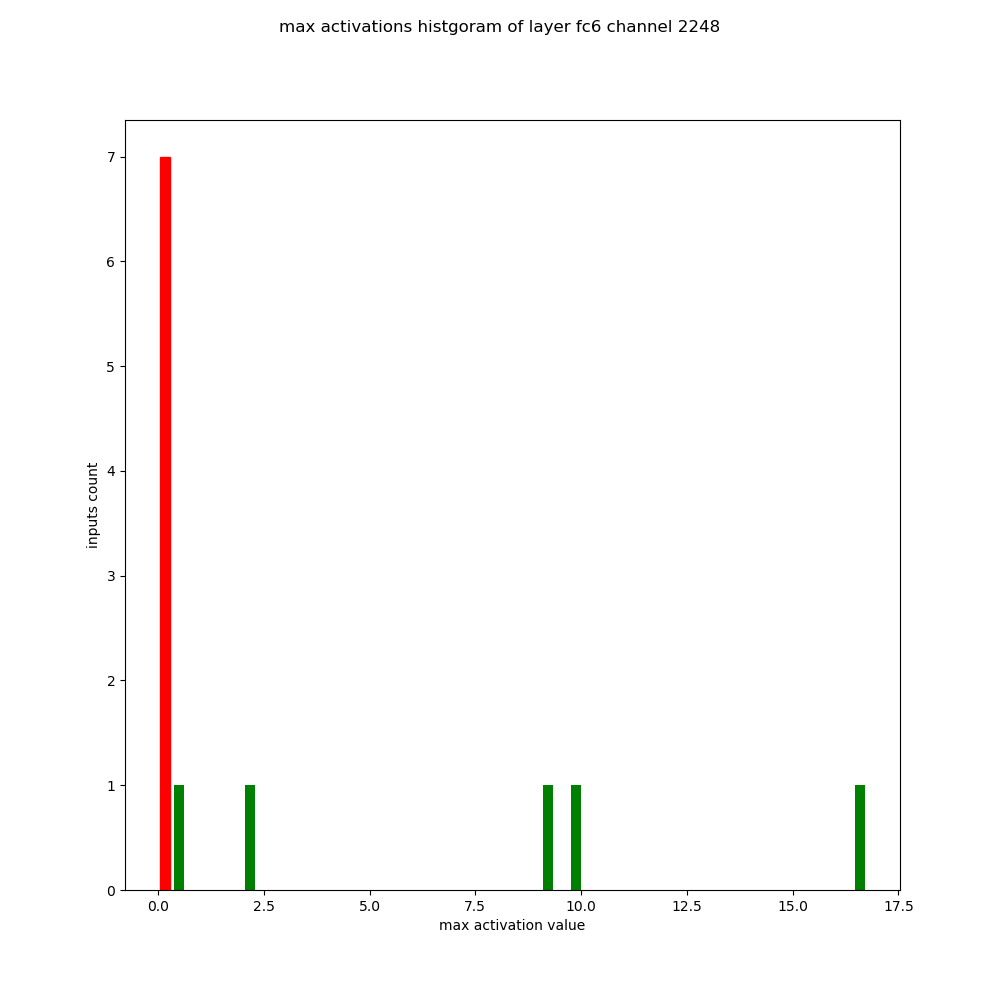 max activations histgoram of layer fc6 channel 2248
7
6
5
4
3
2
1
0
inputs count
0.0 2.5 5.0 7.5 10.0 12.5 15.0 17.5
max activation value